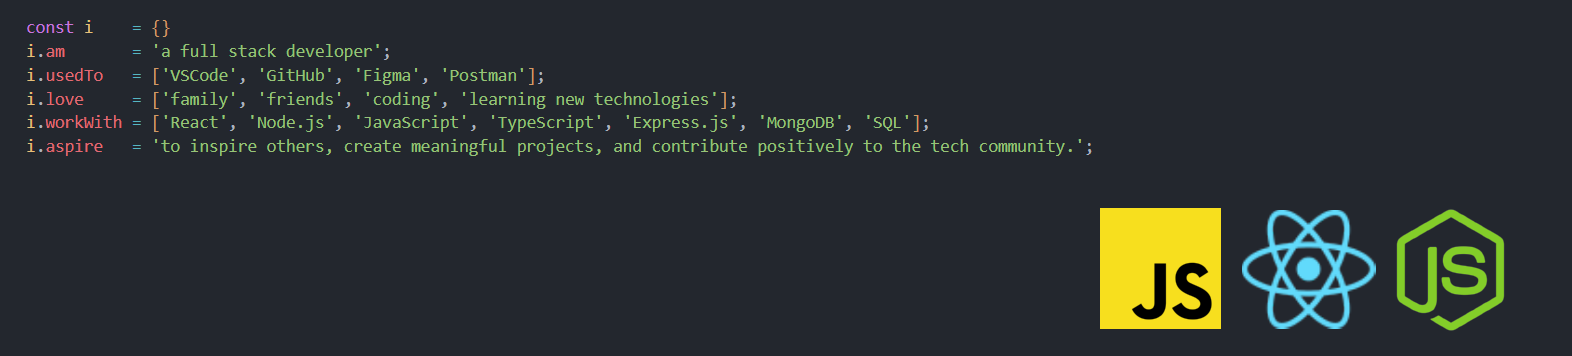 const i    = {}
i.am       = 'a full stack developer';
i.usedTo   = ['VSCode', 'GitHub', 'Figma', 'Postman'];
i.love     = ['family', 'friends', 'coding', 'learning new technologies'];
i.workWith = ['React', 'Node.js', 'JavaScript', 'TypeScript', 'Express.js', 'MongoDB', 'SQL'];
i.aspire   = 'to inspire others, create meaningful projects, and contribute positively to the tech community.';
JS
JS